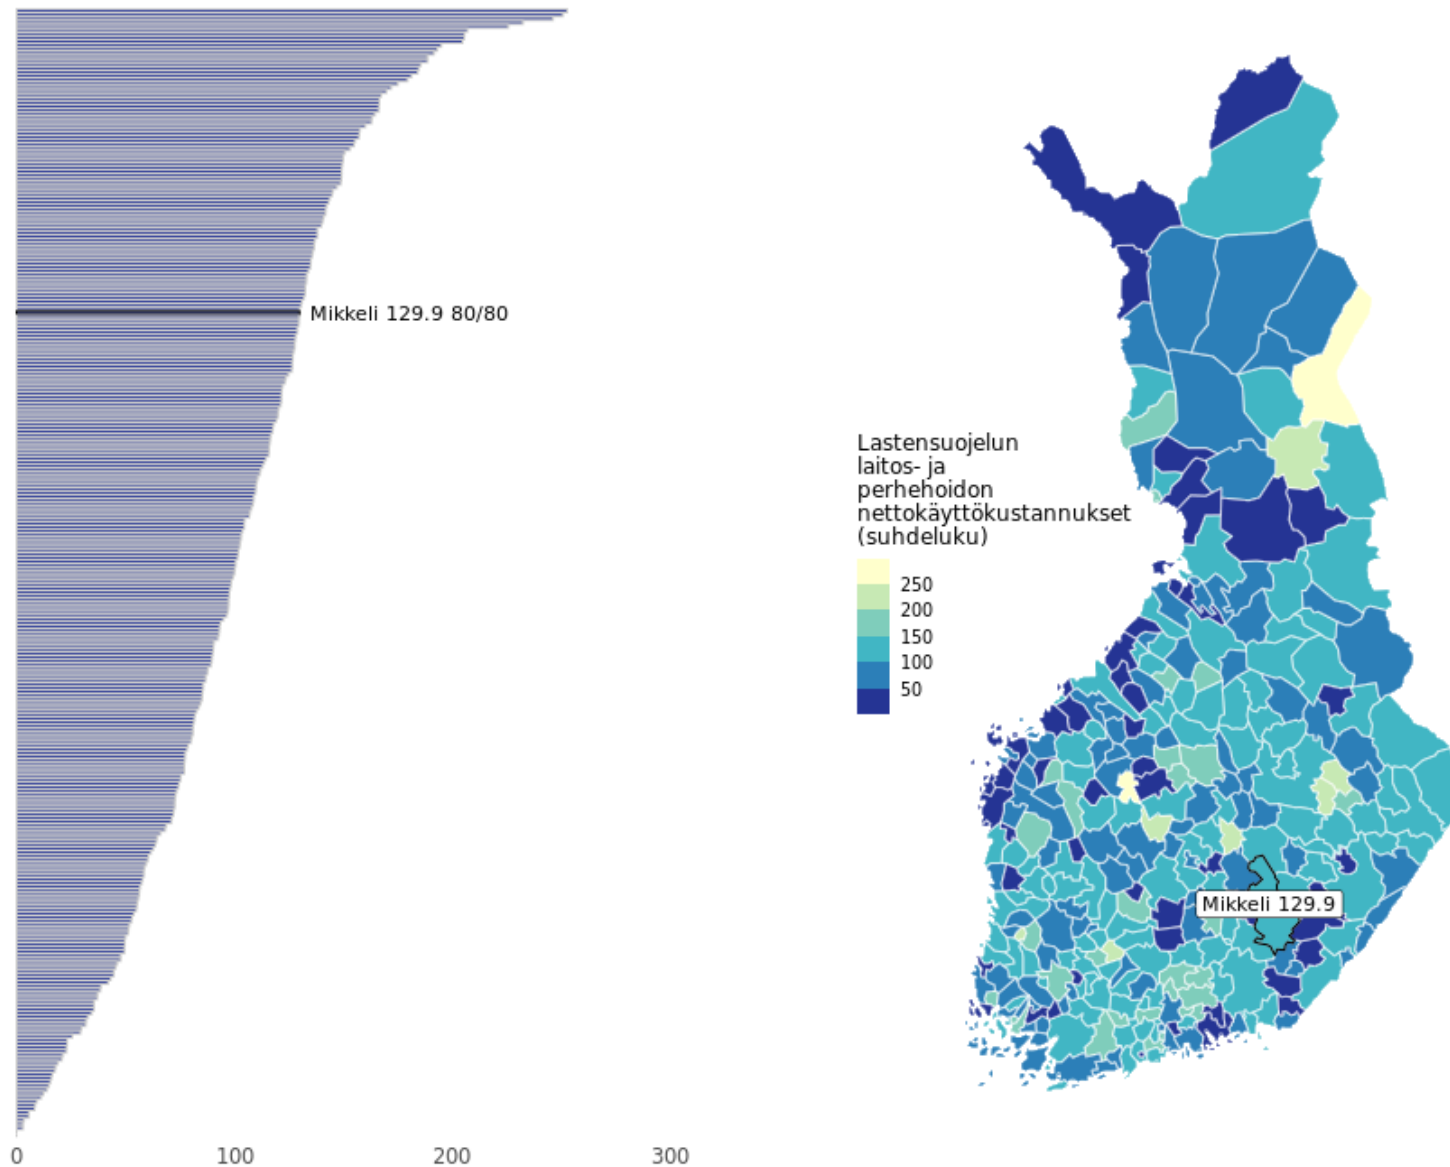 Mikkeli 129.9 80/80
0
100
200
300
Lastensuojelun
laitos- ja
perhehoidon
nettokäyttökustannukset
(suhdeluku)
250
200
150
100
50
Mikkeli 129.9